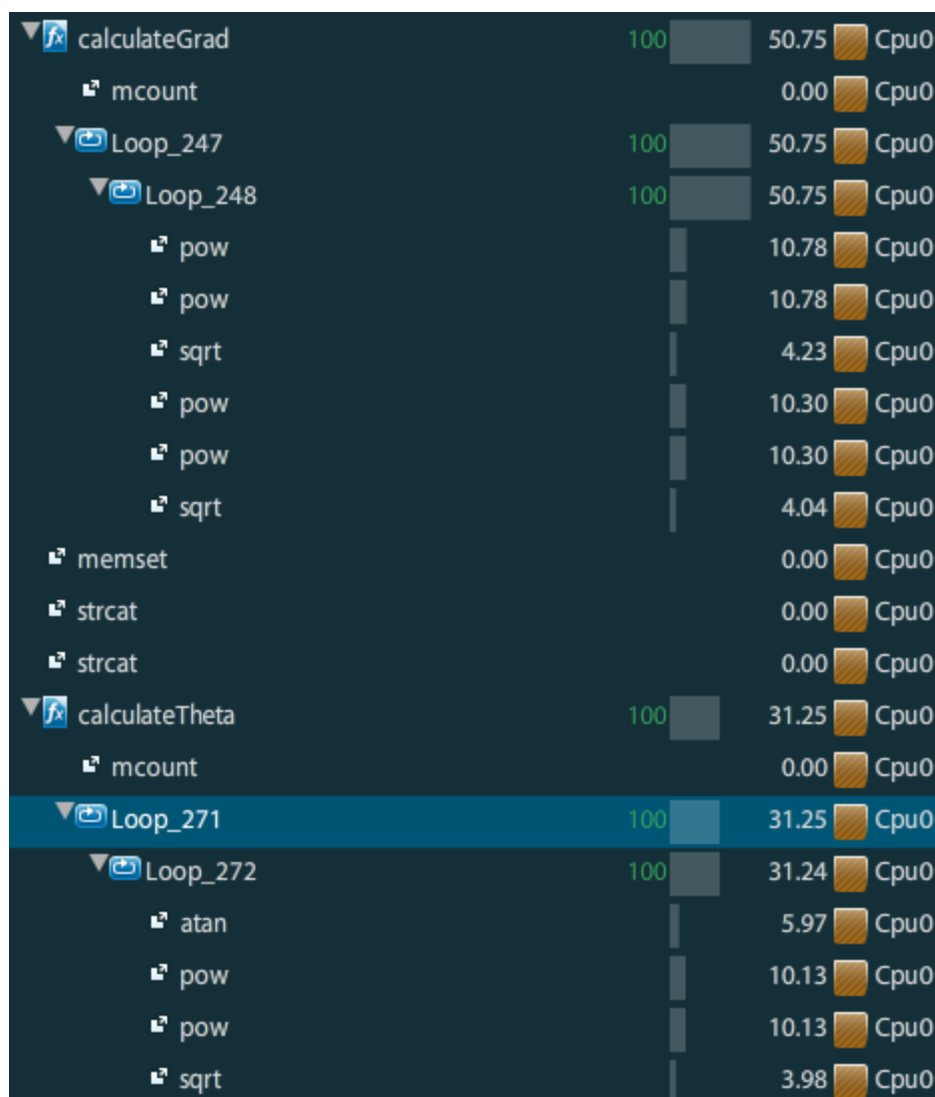 fx calculateGrad 100 50.75 Cpu0
mcount 0.00 Cpu0
Loop_247 100 50.75 Cpu0
Loop_248 100 50.75 Cpu0
pow 10.78 Cpu0
pow 10.78 Cpu0
sqrt 4.23 Cpu0
pow 10.30 Cpu0
pow 10.30 Cpu0
sqrt 4.04 Cpu0
memset 0.00 Cpu0
strcat 0.00 Cpu0
strcat 0.00 Cpu0
fx calculateTheta 100 31.25 Cpu0
mcount 0.00 Cpu0
Loop_271 100 31.25 Cpu0
Loop_272 100 31.24 Cpu0
atan 5.97 Cpu0
pow 10.13 Cpu0
pow 10.13 Cpu0
sqrt 3.98 Cpu0